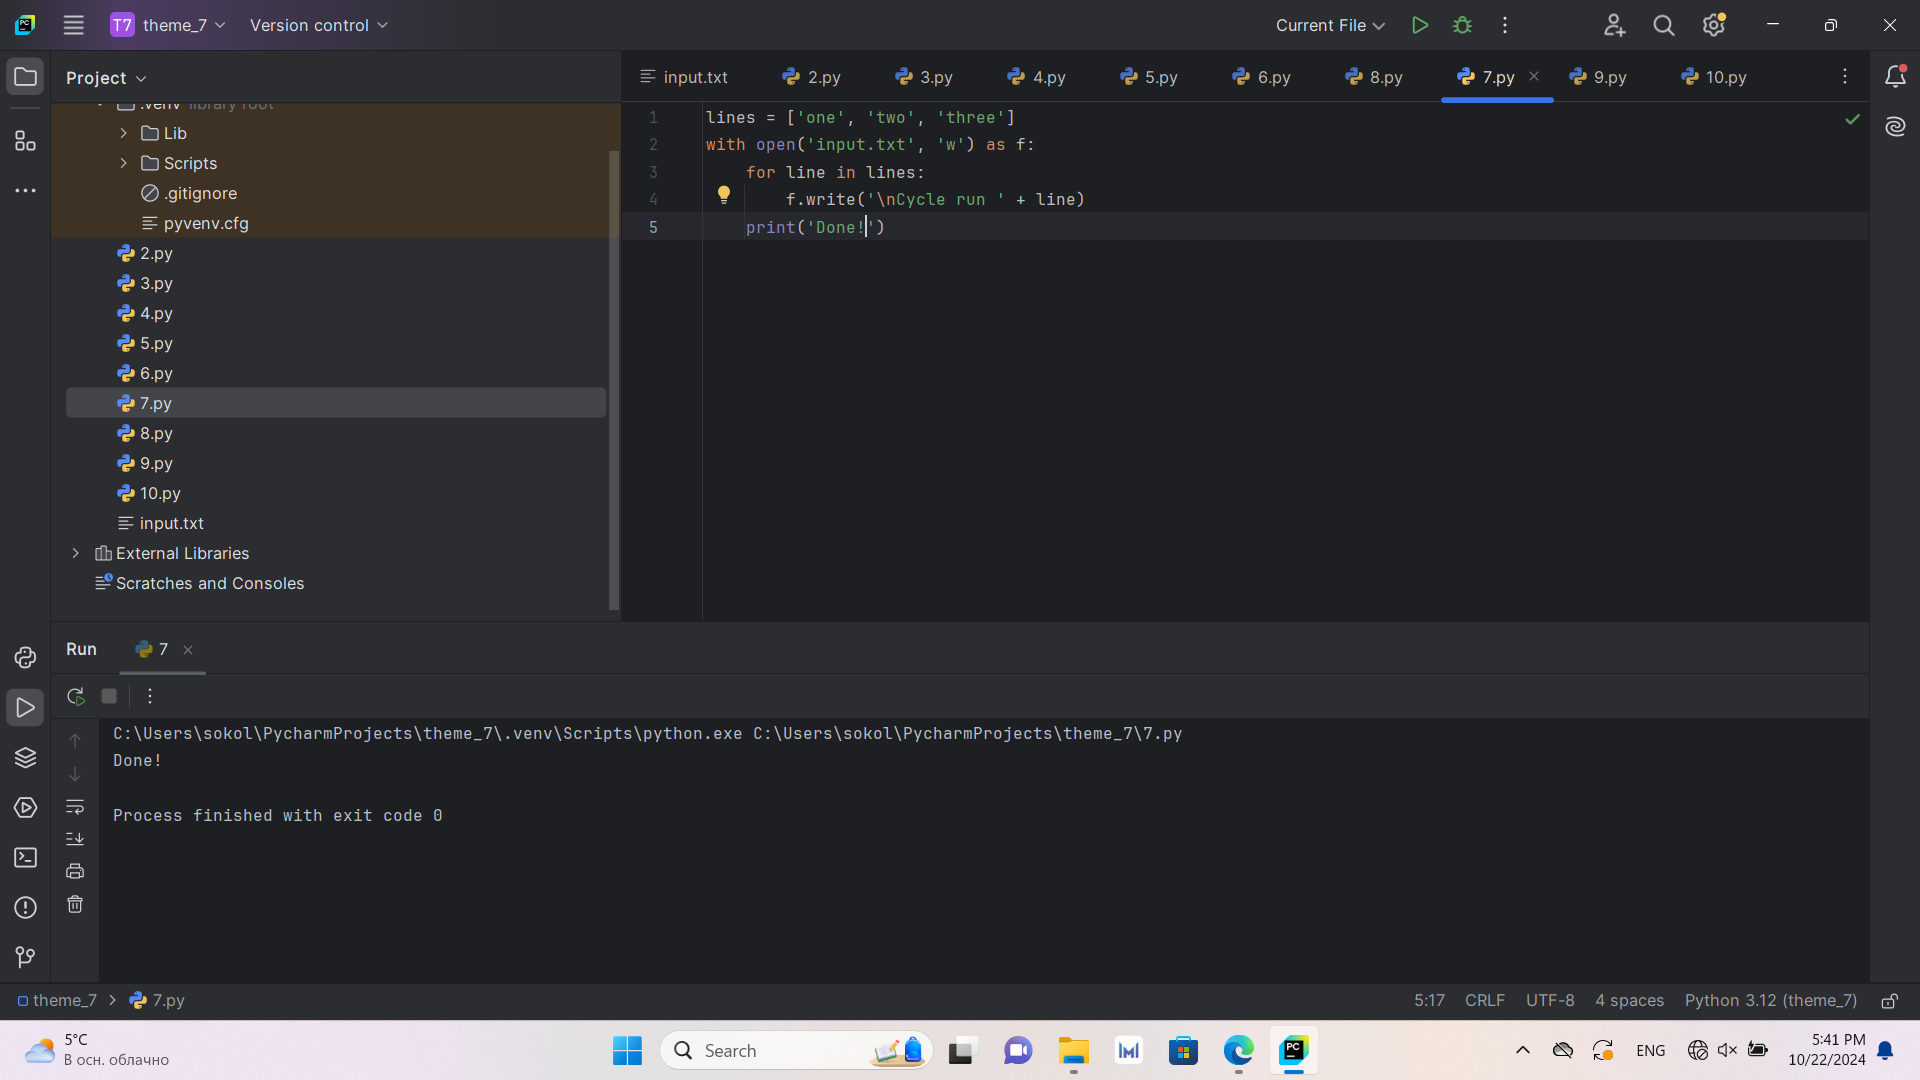 T7 theme_7 Version control Current File
Project
input.txt 2.py 3.py 4.py 5.py 6.py 8.py 7.py 9.py 10.py
.venv library root
Lib
Scripts
.gitignore
pyvenv.cfg
2.py
3.py
4.py
5.py
6.py
7.py
8.py
9.py
10.py
input.txt
External Libraries
Scratches and Consoles
1 lines = ['one', 'two', 'three']
2 with open('input.txt', 'w') as f:
3 for line in lines:
4 f.write('\nCycle run ' + line)
5 print('Done!')
Run 7
C:\Users\sokol\PycharmProjects\theme_7\.venv\Scripts\python.exe C:\Users\sokol\PycharmProjects\theme_7\7.py
Done!
Process finished with exit code 0
theme_7 7.py 5:17 CRLF UTF-8 4 spaces Python 3.12 (theme_7)
5°C
В осн. облачно
Search
PC
ENG
5:41 PM
10/22/2024